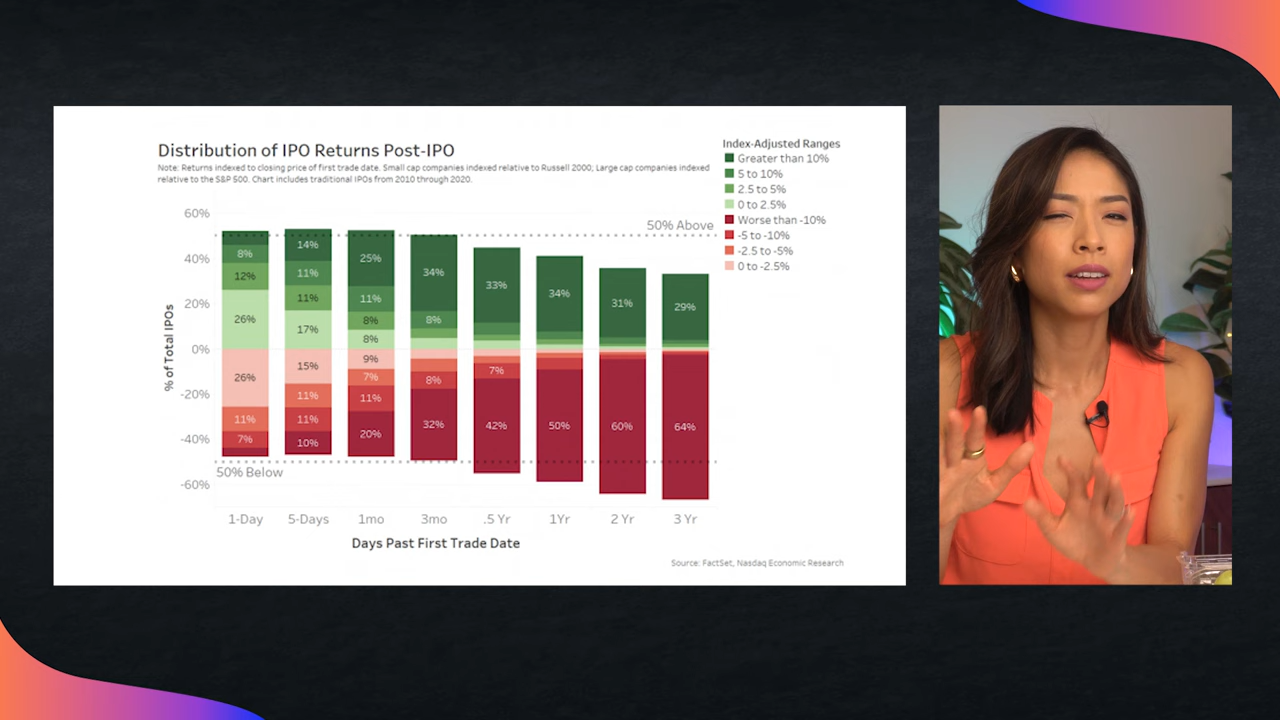 Distribution of IPO Returns Post-IPO
Note: Returns indexed to closing price of first trade date. Small cap companies indexed relative to Russell 2000; Large cap companies indexed
relative to the S&P 500. Chart includes traditional IPOs from 2010 through 2020.
Index-Adjusted Ranges
Greater than 10%
5 to 10%
2.5 to 5%
0 to 2.5%
Worse than -10%
-5 to -10%
-2.5 to -5%
0 to -2.5%
% of Total IPOs
60%
40%
20%
0%
-20%
-40%
-60%
50% Above
50% Below
8%
12%
26%
26%
11%
7%
14%
11%
11%
17%
15%
11%
11%
10%
25%
11%
8%
8%
9%
7%
11%
20%
34%
8%
8%
32%
33%
7%
42%
34%
50%
31%
60%
29%
64%
1-Day 5-Days 1mo 3mo .5 Yr 1Yr 2 Yr 3 Yr
Days Past First Trade Date
Source: FactSet, Nasdaq Economic Research